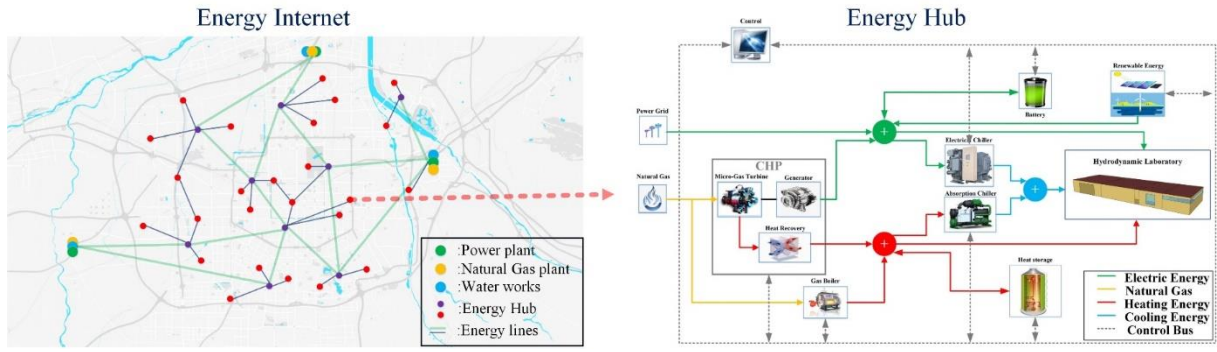 Energy Internet
:Power plant
:Natural Gas plant
:Water works
:Energy Hub
:Energy lines
Energy Hub
Control
Renewable Energy
Battery
Power Grid
Electrical Chiller
Hydrodynamic Laboratory
CHP
Natural Gas
Micro-Gas Turbine
Generator
Absorption Chiller
Heat Recovery
Gas Boiler
Heat storage
Electric Energy
Natural Gas
Heating Energy
Cooling Energy
Control Bus